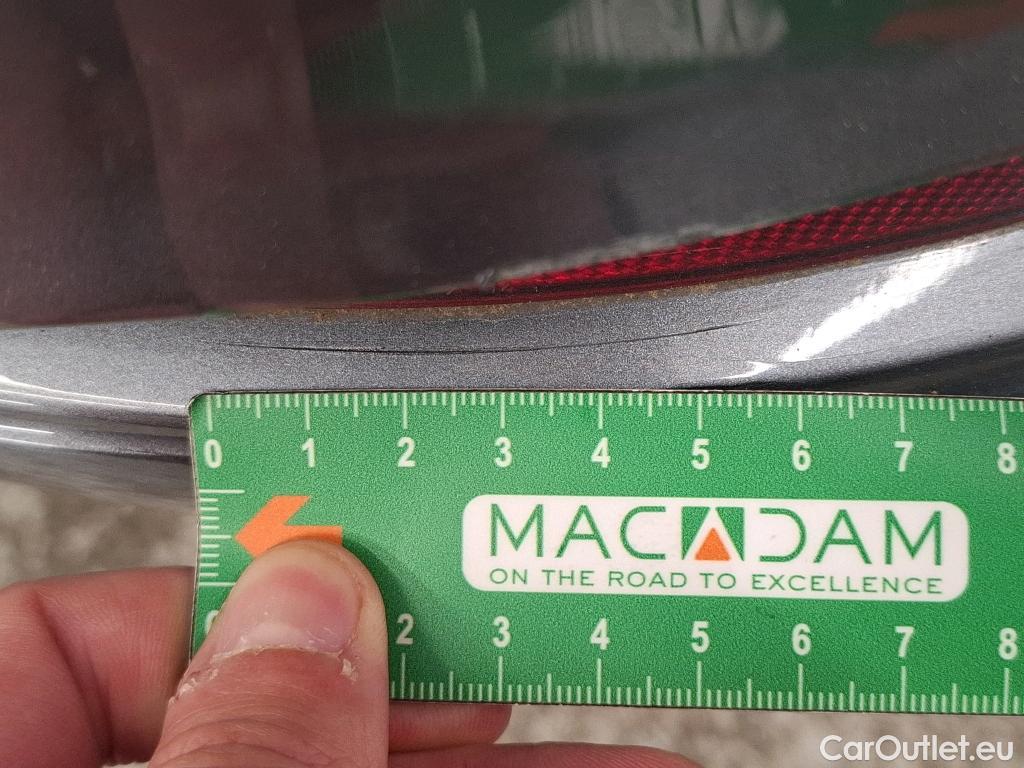 0 1 2 3 4 5 6 7 8
MACADAM
ON THE ROAD TO EXCELLENCE
2 3 4 5 6 7 8
CarOutlet.eu